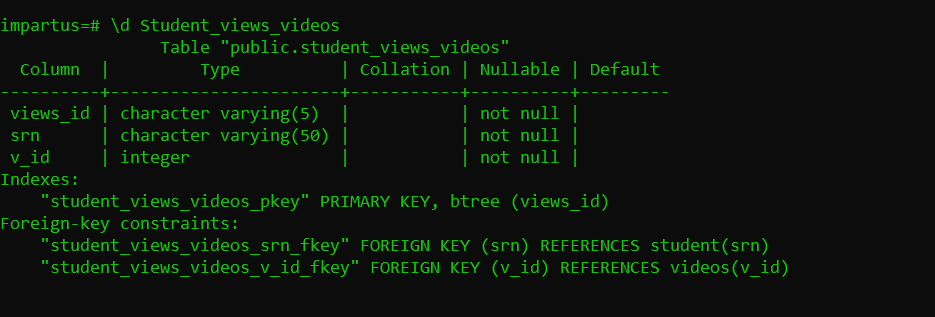 impartus=# \d Student_views_videos
                Table "public.student_views_videos"
  Column  |         Type          | Collation | Nullable | Default
----------+-----------------------+-----------+----------+---------
 views_id | character varying(5)  |           | not null |
 srn      | character varying(50) |           | not null |
 v_id     | integer               |           | not null |
Indexes:
    "student_views_videos_pkey" PRIMARY KEY, btree (views_id)
Foreign-key constraints:
    "student_views_videos_srn_fkey" FOREIGN KEY (srn) REFERENCES student(srn)
    "student_views_videos_v_id_fkey" FOREIGN KEY (v_id) REFERENCES videos(v_id)